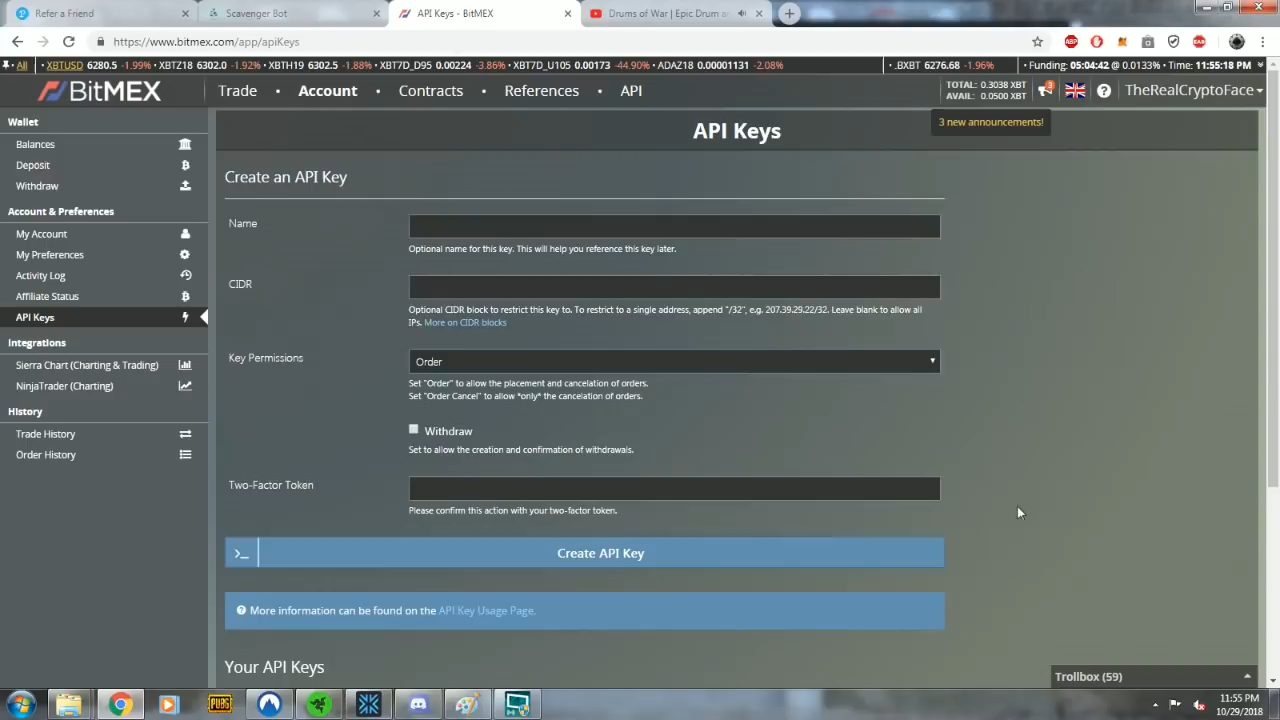 Refer a Friend
Scavenger Bot
API Keys - BitMEX
Drums of War | Epic Drum an
https://www.bitmex.com/app/apiKeys
All XBTUSD 6280.5 -1.99% XBTZ18 6302.0 -1.92% XBTH19 6302.5 -1.88% XBT7D_D95 0.00224 -3.86% XBT7D_U105 0.00173 -44.90% ADAZ18 0.00001131 -2.08%
.BXBT 6276.68 -1.96%
Funding: 5:04:42 @ 0.0133% Time: 11:55:18 PM
BitMEX
Trade • Account • Contracts • References • API
TOTAL: 0.3038 XBT
AVAIL: 0.0500 XBT
3
TheRealCryptoFace
3 new announcements!
Wallet
Balances
Deposit
Withdraw
Account & Preferences
My Account
My Preferences
Activity Log
Affiliate Status
API Keys
Integrations
Sierra Chart (Charting & Trading)
NinjaTrader (Charting)
History
Trade History
Order History
API Keys
Create an API Key
Name
Optional name for this key. This will help you reference this key later.
CIDR
Optional CIDR block to restrict this key to. To restrict to a single address, append "/32", e.g. 207.39.29.22/32. Leave blank to allow all
IPs. More on CIDR blocks
Key Permissions
Order
Set "Order" to allow the placement and cancelation of orders.
Set "Order Cancel" to allow *only* the cancelation of orders.
Withdraw
Set to allow the creation and confirmation of withdrawals.
Two-Factor Token
Please confirm this action with your two-factor token.
>_ Create API Key
More information can be found on the API Key Usage Page.
Your API Keys
Trollbox (59)
PUBG
11:55 PM
10/29/2018